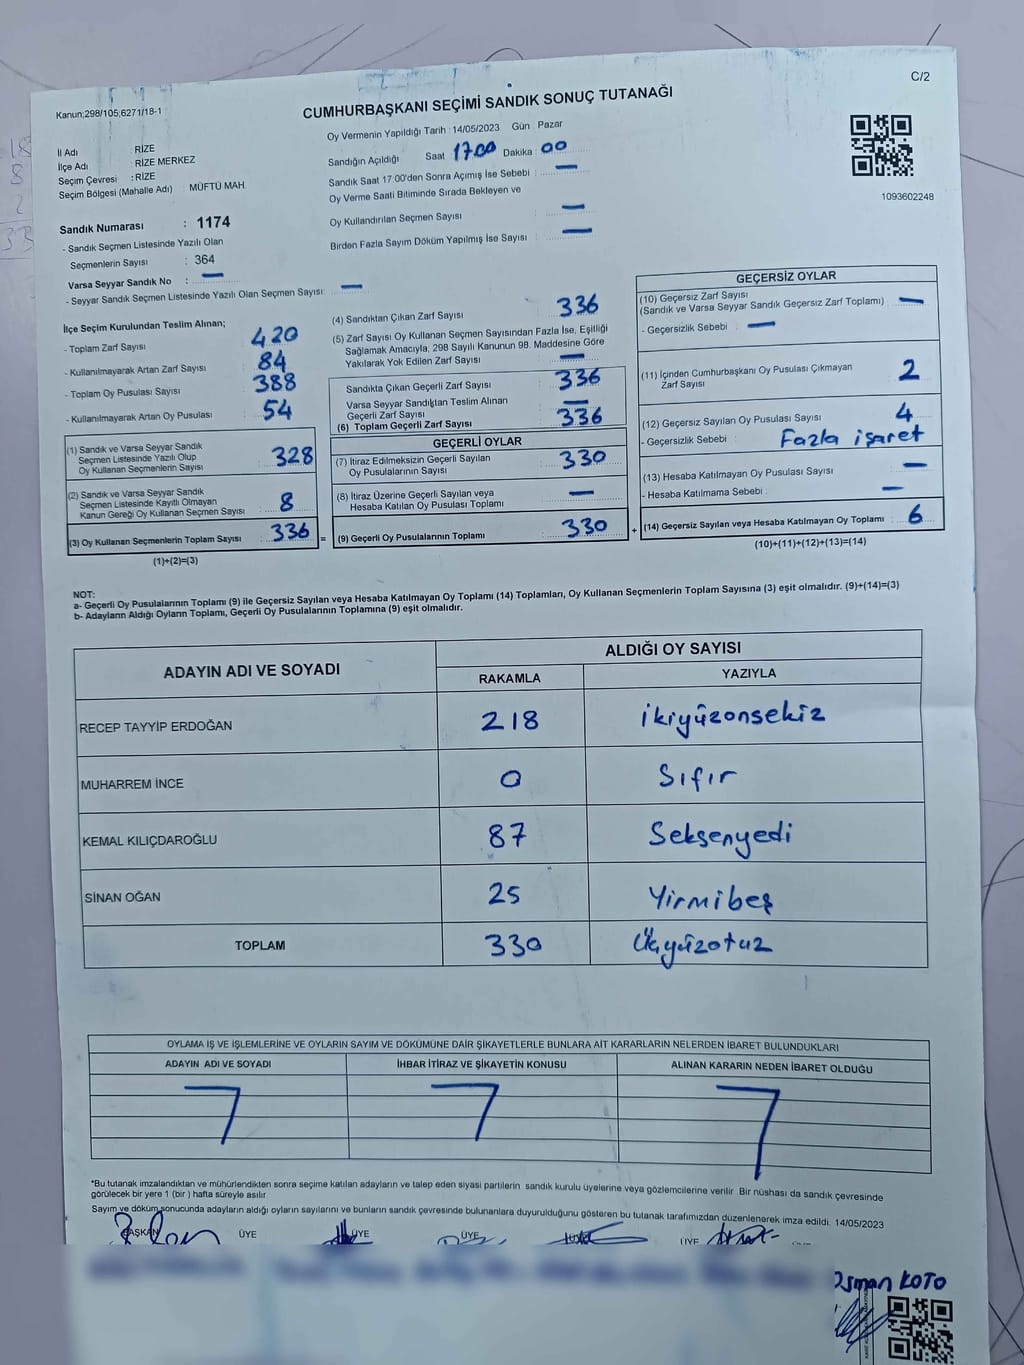 C/2
Kanun;298/105;6271/18-1
CUMHURBAŞKANI SEÇİMİ SANDIK SONUÇ TUTANAĞI
Oy Vermenin Yapıldığı Tarih : 14/05/2023 Gün : Pazar
İl Adı : RİZE
İlçe Adı : RİZE MERKEZ
Seçim Çevresi : RİZE
Seçim Bölgesi (Mahalle Adı) : MÜFTÜ MAH.
Sandık Numarası : 1174
- Sandık Seçmen Listesinde Yazılı Olan
Seçmenlerin Sayısı : 364
Varsa Seyyar Sandık No : —
- Seyyar Sandık Seçmen Listesinde Yazılı Olan Seçmen Sayısı: —
Sandığın Açıldığı Saat 17.00 Dakika 00
Sandık Saat 17.00'den Sonra Açımış İse Sebebi : —
Oy Verme Saati Bitiminde Sırada Bekleyen ve
Oy Kullandırılan Seçmen Sayısı : —
Birden Fazla Sayım Döküm Yapılmış İse Sayısı : —
1093602248
İlçe Seçim Kurulundan Teslim Alınan;
- Toplam Zarf Sayısı : 420
- Kullanılmayarak Artan Zarf Sayısı : 84
- Toplam Oy Pusulası Sayısı : 388
- Kullanılmayarak Artan Oy Pusulası : 54
(1) Sandık ve Varsa Seyyar Sandık
Seçmen Listesinde Yazılı Olup
Oy Kullanan Seçmenlerin Sayısı : 328
(2) Sandık ve Varsa Seyyar Sandık
Seçmen Listesinde Kayıtlı Olmayan
Kanun Gereği Oy Kullanan Seçmen Sayısı : 8
(3) Oy Kullanan Seçmenlerin Toplam Sayısı : 336 =
(1)+(2)=(3)
(4) Sandıktan Çıkan Zarf Sayısı : 336
(5) Zarf Sayısı Oy Kullanan Seçmen Sayısından Fazla İse, Eşitliği
Sağlamak Amacıyla, 298 Sayılı Kanunun 98. Maddesine Göre
Yakılarak Yok Edilen Zarf Sayısı : —
Sandıkta Çıkan Geçerli Zarf Sayısı : 336
Varsa Seyyar Sandıktan Teslim Alınan
Geçerli Zarf Sayısı : —
(6) Toplam Geçerli Zarf Sayısı : 336
GEÇERLİ OYLAR
(7) İtiraz Edilmeksizin Geçerli Sayılan
Oy Pusulalarının Sayısı : 330
(8) İtiraz Üzerine Geçerli Sayılan veya
Hesaba Katılan Oy Pusulası Toplamı : —
(9) Geçerli Oy Pusulalarının Toplamı : 330 +
GEÇERSİZ OYLAR
(10) Geçersiz Zarf Sayısı
(Sandık ve Varsa Seyyar Sandık Geçersiz Zarf Toplamı) : —
- Geçersizlik Sebebi : —
(11) İçinden Cumhurbaşkanı Oy Pusulası Çıkmayan
Zarf Sayısı : 2
(12) Geçersiz Sayılan Oy Pusulası Sayısı : 4
- Geçersizlik Sebebi : Fazla işaret
(13) Hesaba Katılmayan Oy Pusulası Sayısı : —
- Hesaba Katılmama Sebebi : —
(14) Geçersiz Sayılan veya Hesaba Katılmayan Oy Toplamı : 6
(10)+(11)+(12)+(13)=(14)
NOT:
a- Geçerli Oy Pusulalarının Toplamı (9) ile Geçersiz Sayılan veya Hesaba Katılmayan Oy Toplamı (14) Toplamları, Oy Kullanan Seçmenlerin Toplam Sayısına (3) eşit olmalıdır. (9)+(14)=(3)
b- Adayların Aldığı Oyların Toplamı, Geçerli Oy Pusulalarının Toplamına (9) eşit olmalıdır.
ADAYIN ADI VE SOYADI ALDIĞI OY SAYISI
RAKAMLA YAZIYLA
RECEP TAYYİP ERDOĞAN 218 ikiyüzonsekiz
MUHARREM İNCE 0 Sıfır
KEMAL KILIÇDAROĞLU 87 Seksenyedi
SİNAN OĞAN 25 Yirmibeş
TOPLAM 330 Üçyüzotuz
OYLAMA İŞ VE İŞLEMLERİNE VE OYLARIN SAYIM VE DÖKÜMÜNE DAİR ŞİKAYETLERLE BUNLARA AİT KARARLARIN NELERDEN İBARET BULUNDUKLARI
ADAYIN ADI VE SOYADI İHBAR İTİRAZ VE ŞİKAYETİN KONUSU ALINAN KARARIN NEDEN İBARET OLDUĞU
*Bu tutanak imzalandıktan ve mühürlendikten sonra seçime katılan adayların ve talep eden siyasi partilerin sandık kurulu üyelerine veya gözlemcilerine verilir. Bir nüshası da sandık çevresinde
görülecek bir yere 1 (bir ) hafta süreyle asılır.
Sayım ve döküm sonucunda adayların aldığı oyların sayılarını ve bunların sandık çevresinde bulunanlara duyurulduğunu gösteren bu tutanak tarafımızdan düzenlenerek imza edildi. 14/05/2023
BAŞKAN ÜYE ÜYE ÜYE ÜYE ÜYE
Osman KOTO